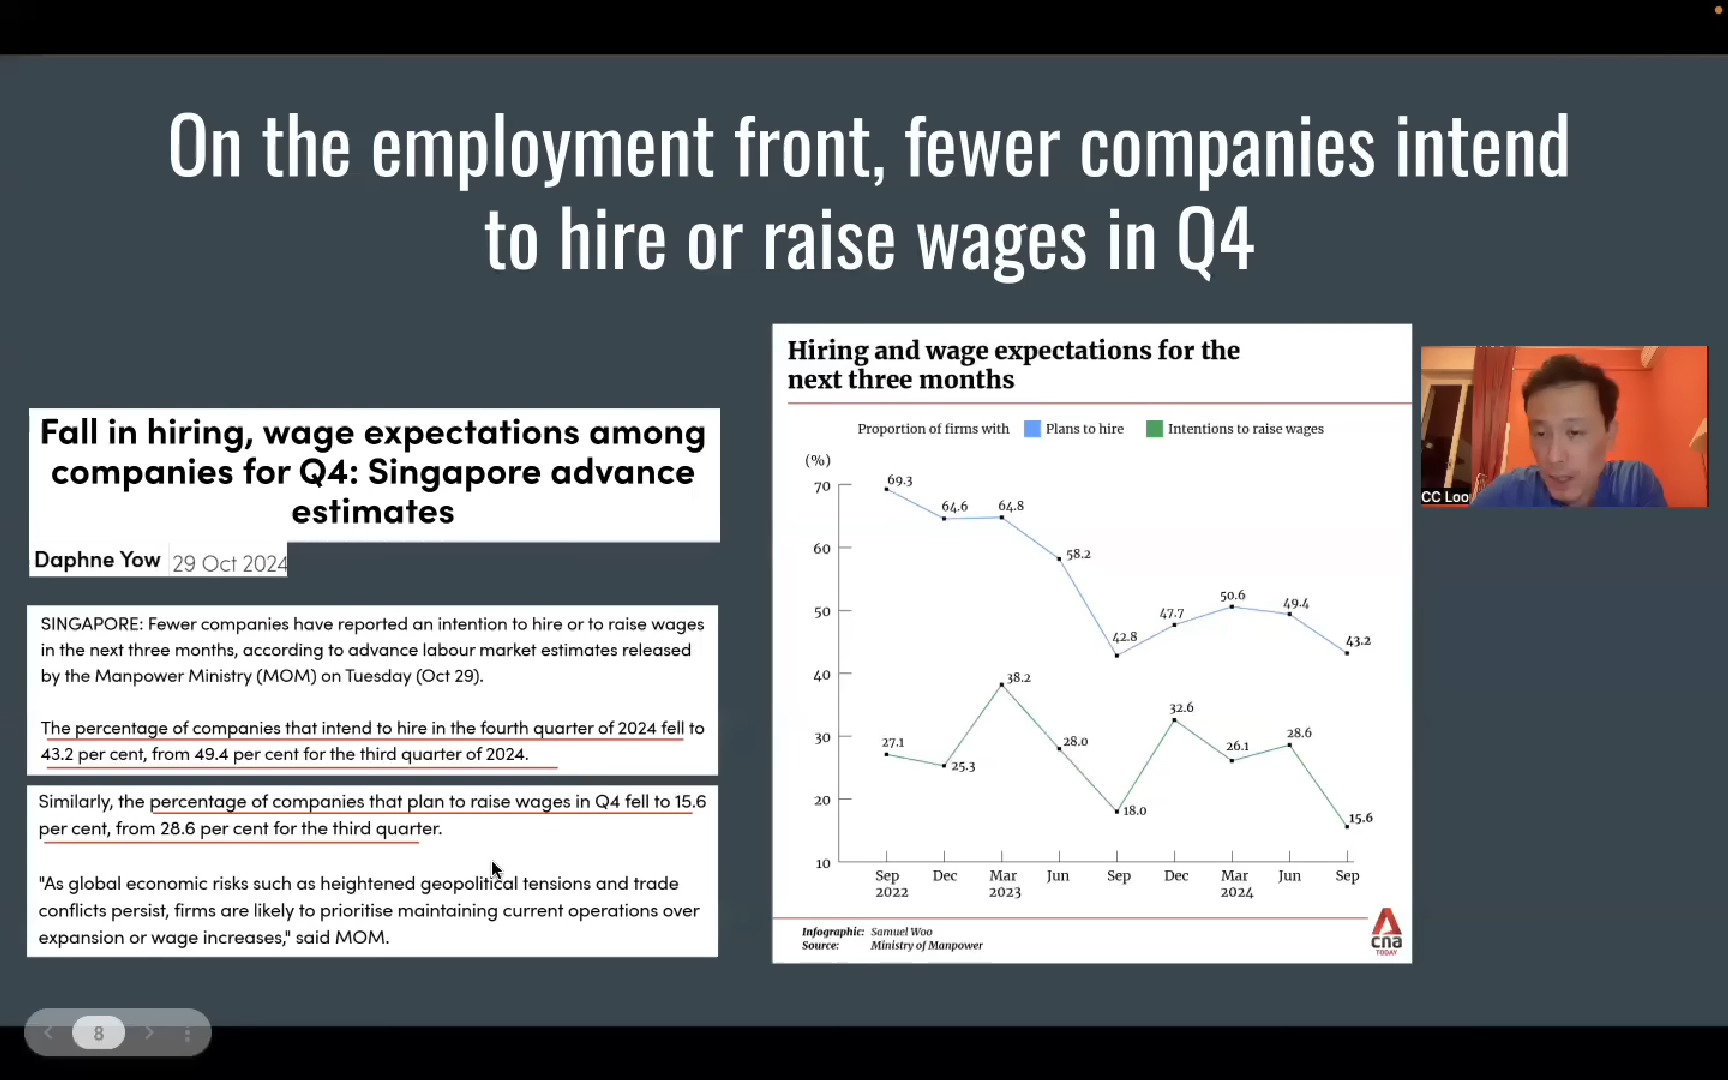 On the employment front, fewer companies intend
to hire or raise wages in Q4
Fall in hiring, wage expectations among
companies for Q4: Singapore advance
estimates
Daphne Yow 29 Oct 2024
SINGAPORE: Fewer companies have reported an intention to hire or to raise wages
in the next three months, according to advance labour market estimates released
by the Manpower Ministry (MOM) on Tuesday (Oct 29).
The percentage of companies that intend to hire in the fourth quarter of 2024 fell to
43.2 per cent, from 49.4 per cent for the third quarter of 2024.
Similarly, the percentage of companies that plan to raise wages in Q4 fell to 15.6
per cent, from 28.6 per cent for the third quarter.
"As global economic risks such as heightened geopolitical tensions and trade
conflicts persist, firms are likely to prioritise maintaining current operations over
expansion or wage increases," said MOM.
Hiring and wage expectations for the
next three months
Proportion of firms with Plans to hire Intentions to raise wages
(%)
70
60
50
40
30
20
10
69.3
64.6
64.8
58.2
42.8
47.7
50.6
49.4
43.2
27.1
25.3
38.2
28.0
18.0
32.6
26.1
28.6
15.6
Sep Dec Mar Jun Sep Dec Mar Jun Sep
2022 2023 2024
Infographic: Samuel Woo
Source: Ministry of Manpower
cna
TODAY
CC Loo
8